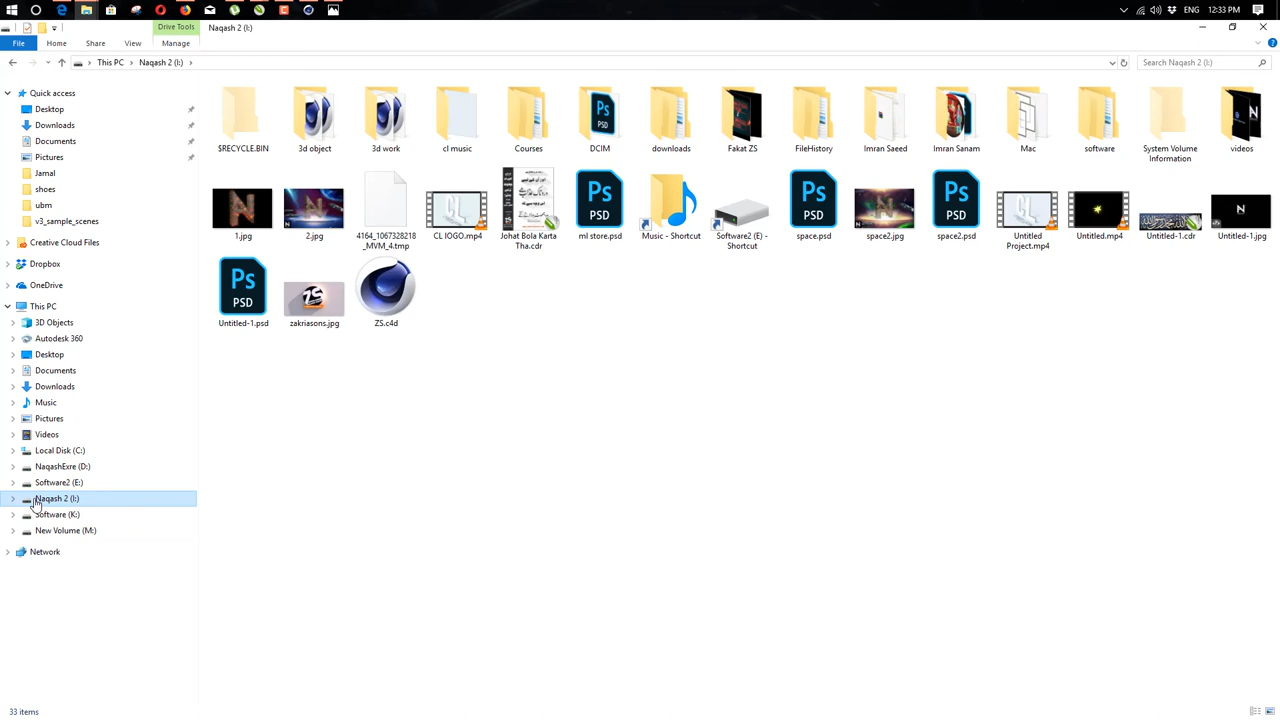 ENG
12:33 PM
Drive Tools
Naqash 2 (I:)
File
Home
Share
View
Manage
This PC
Naqash 2 (I:)
Search Naqash 2 (I:)
Quick access
Desktop
Downloads
Documents
Pictures
Jamal
shoes
ubm
v3_sample_scenes
Creative Cloud Files
Dropbox
OneDrive
This PC
3D Objects
Autodesk 360
Desktop
Documents
Downloads
Music
Pictures
Videos
Local Disk (C:)
NaqashExre (D:)
Software2 (E:)
Naqash 2 (I:)
Software (K:)
New Volume (M:)
Network
$RECYCLE.BIN
3d object
3d work
cl music
Courses
DCIM
downloads
Fakat ZS
FileHistory
Imran Saeed
Imran Sanam
Mac
software
System Volume
Information
videos
1.jpg
2.jpg
4164_1067328218
_MVM_4.tmp
CL lOGO.mp4
Johat Bola Karta
Tha.cdr
ml store.psd
Music - Shortcut
Software2 (E) -
Shortcut
space.psd
space2.jpg
space2.psd
Untitled
Project.mp4
Untitled.mp4
Untitled-1.cdr
Untitled-1.jpg
Untitled-1.psd
zakriasons.jpg
ZS.c4d
33 items